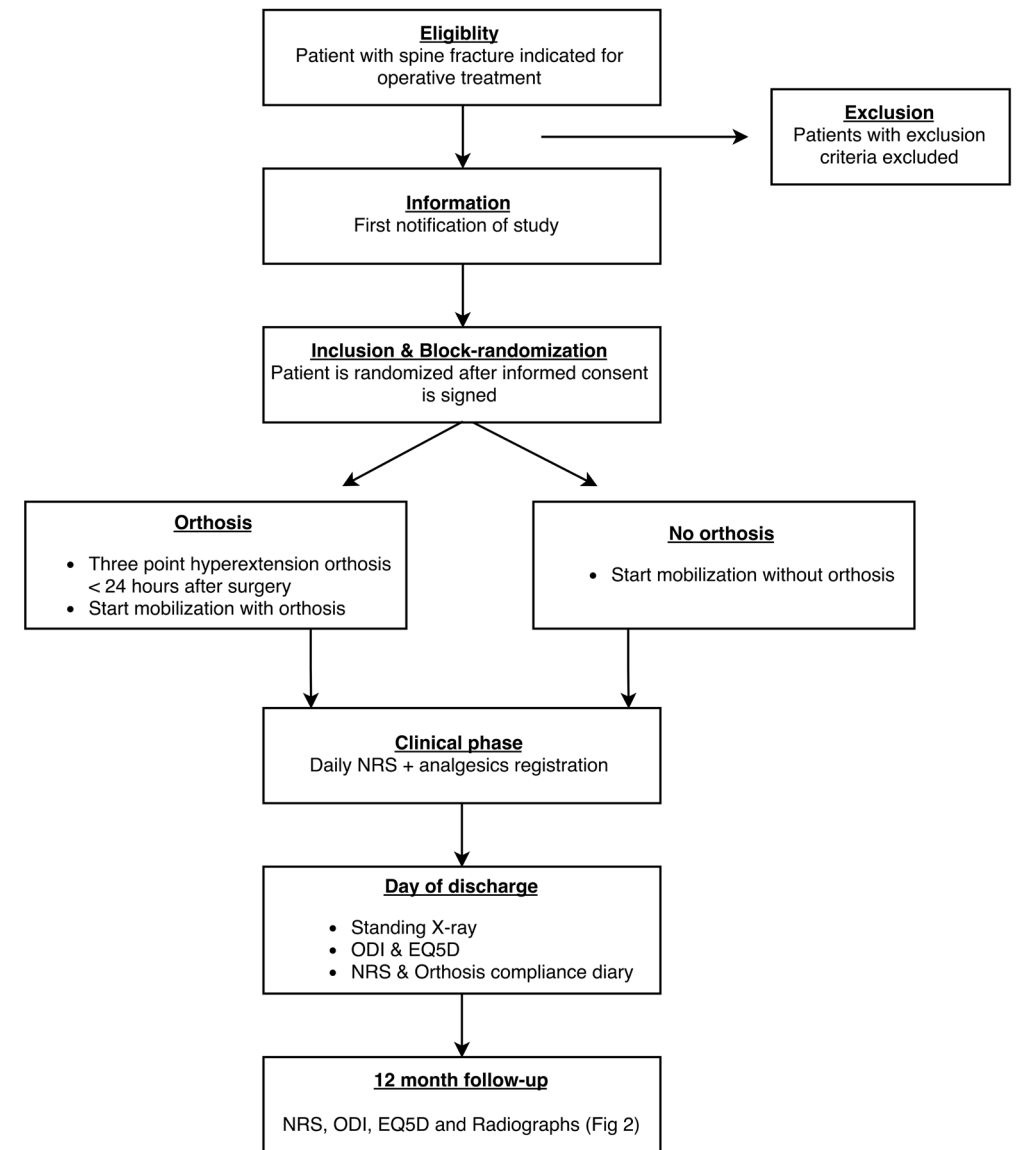 Eligiblity
Patient with spine fracture indicated for
operative treatment
Exclusion
Patients with exclusion
criteria excluded
Information
First notification of study
Inclusion & Block-randomization
Patient is randomized after informed consent
is signed
Orthosis
• Three point hyperextension orthosis
< 24 hours after surgery
• Start mobilization with orthosis
No orthosis
• Start mobilization without orthosis
Clinical phase
Daily NRS + analgesics registration
Day of discharge
• Standing X-ray
• ODI & EQ5D
• NRS & Orthosis compliance diary
12 month follow-up
NRS, ODI, EQ5D and Radiographs (Fig 2)